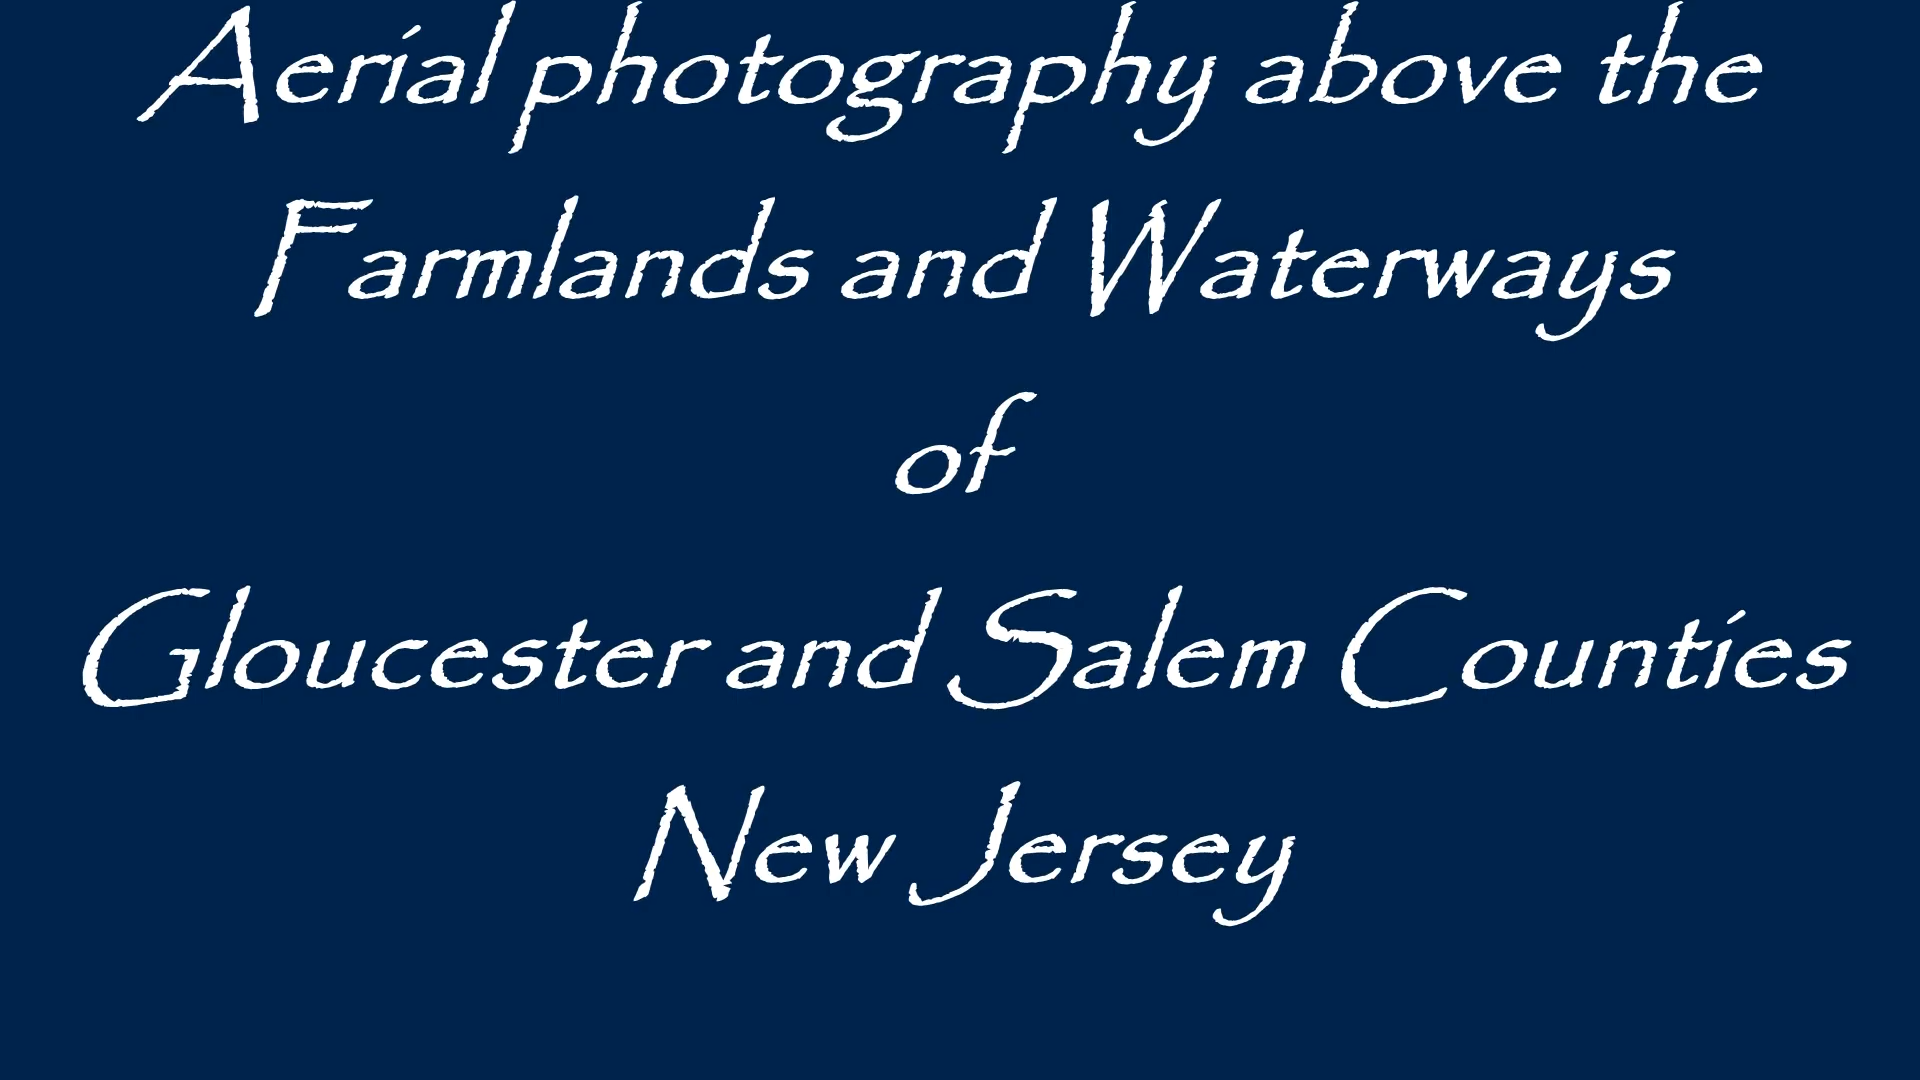 Aerial photography above the
Farmlands and Waterways
of
Gloucester and Salem Counties
New Jersey